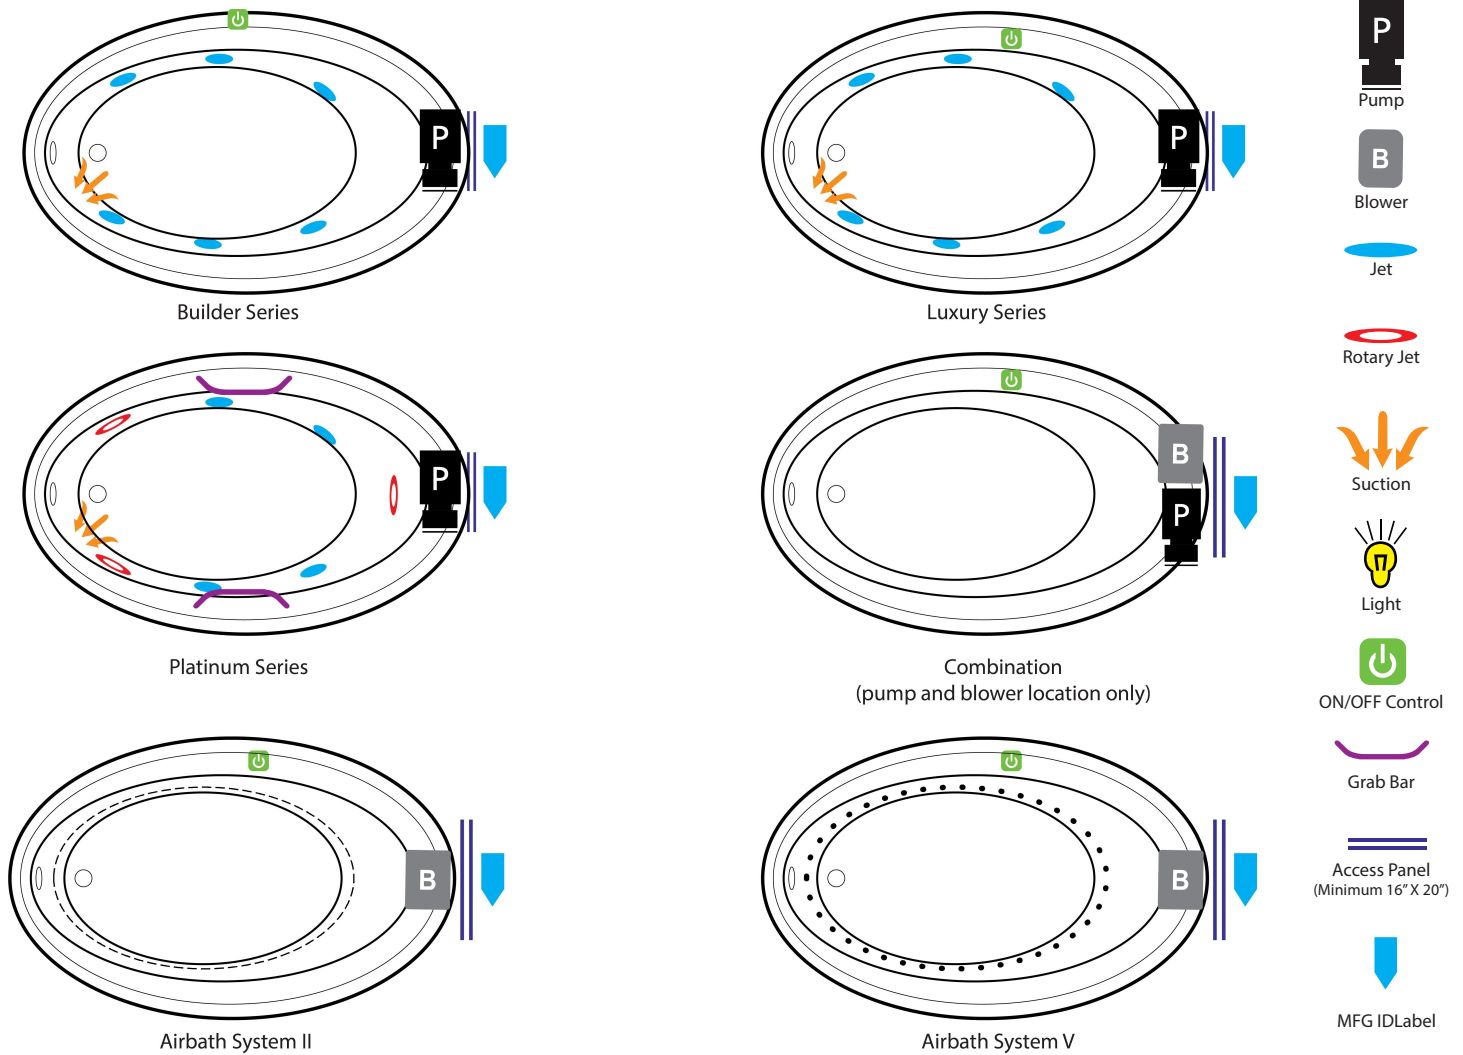 P
Builder Series
P
Luxury Series
P
Platinum Series
B
P
Combination
(pump and blower location only)
B
Airbath System II
B
Airbath System V
P
Pump
B
Blower
Jet
Rotary Jet
Suction
Light
ON/OFF Control
Grab Bar
Access Panel
(Minimum 16” X 20”)
MFG IDLabel